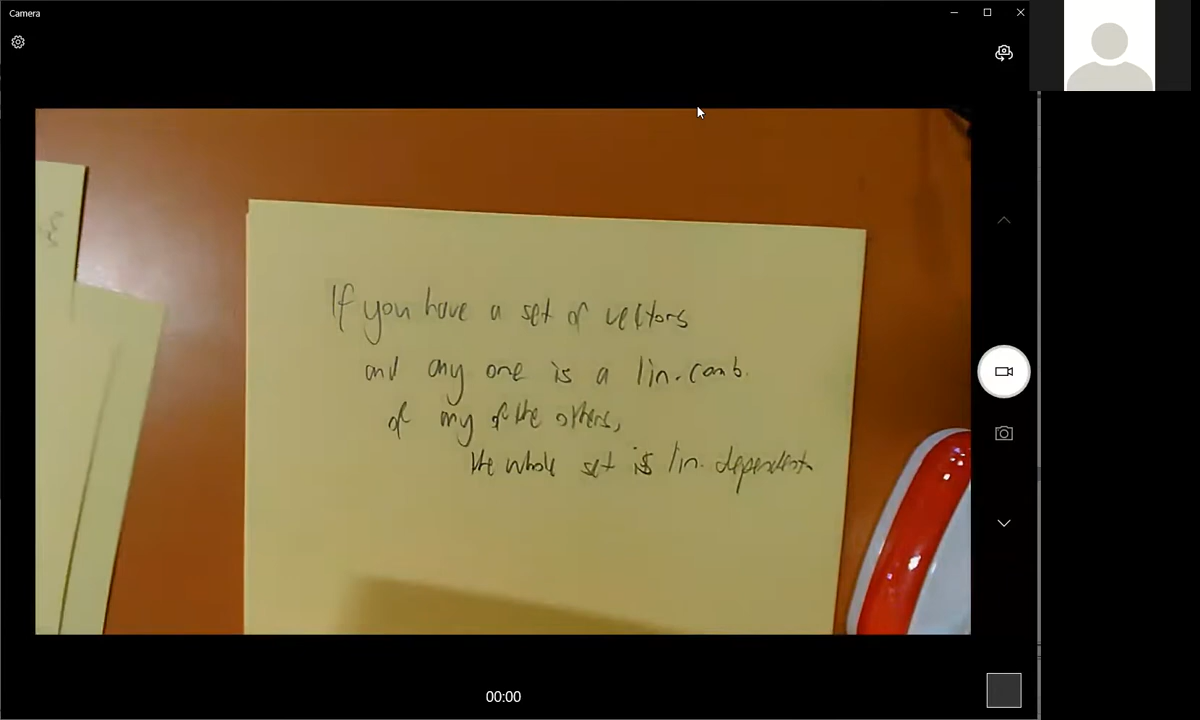 Camera
If you have a set of vectors
and any one is a lin. comb.
of any of the others,
the whole set is lin. dependent
00:00